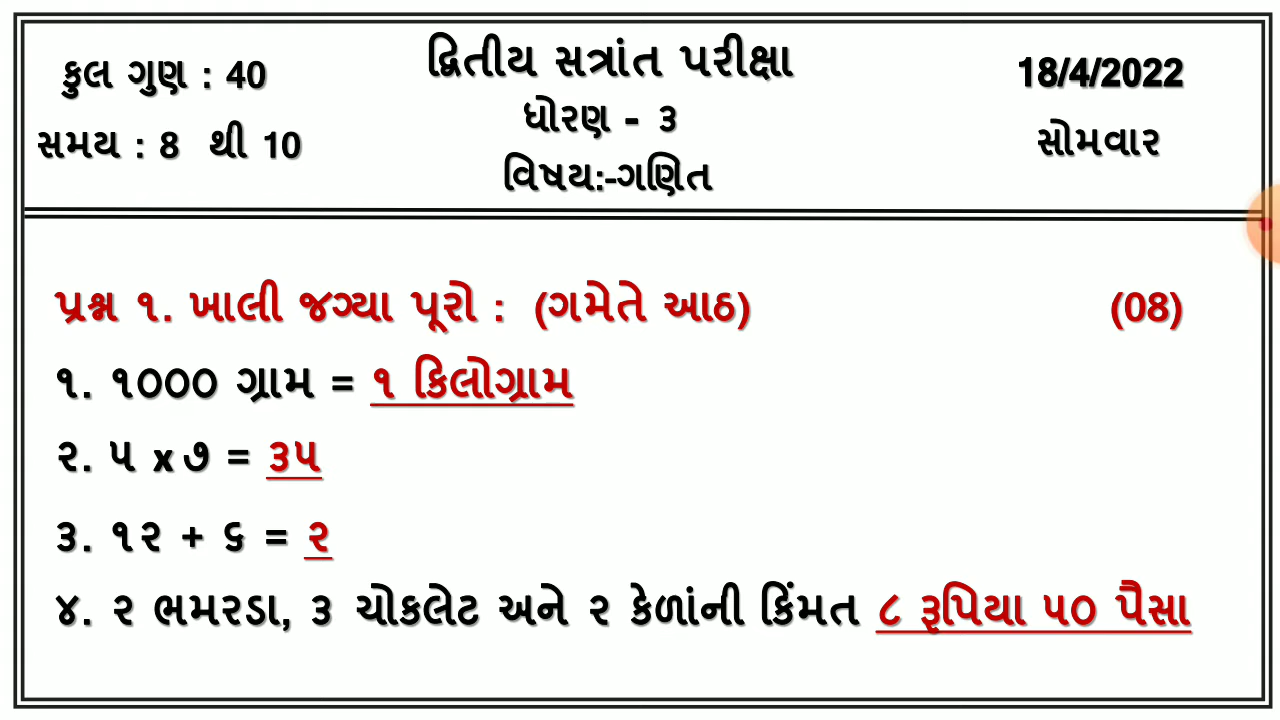 કુલ ગુણ : 40
સમય : 8 થી 10
દ્વિતીય સત્રાંત પરીક્ષા
ધોરણ - ૩
વિષય:-ગણિત
18/4/2022
સોમવાર
પ્રશ્ન ૧. ખાલી જગ્યા પૂરો : (ગમેતે આઠ) (08)
૧. ૧૦૦૦ ગ્રામ = ૧ કિલોગ્રામ
૨. ૫ x ૭ = ૩૫
૩. ૧૨ + ૬ = ૨
૪. ૨ ભમરડા, ૩ ચોકલેટ અને ૨ કેળાંની કિંમત ૮ રૂપિયા ૫૦ પૈસા